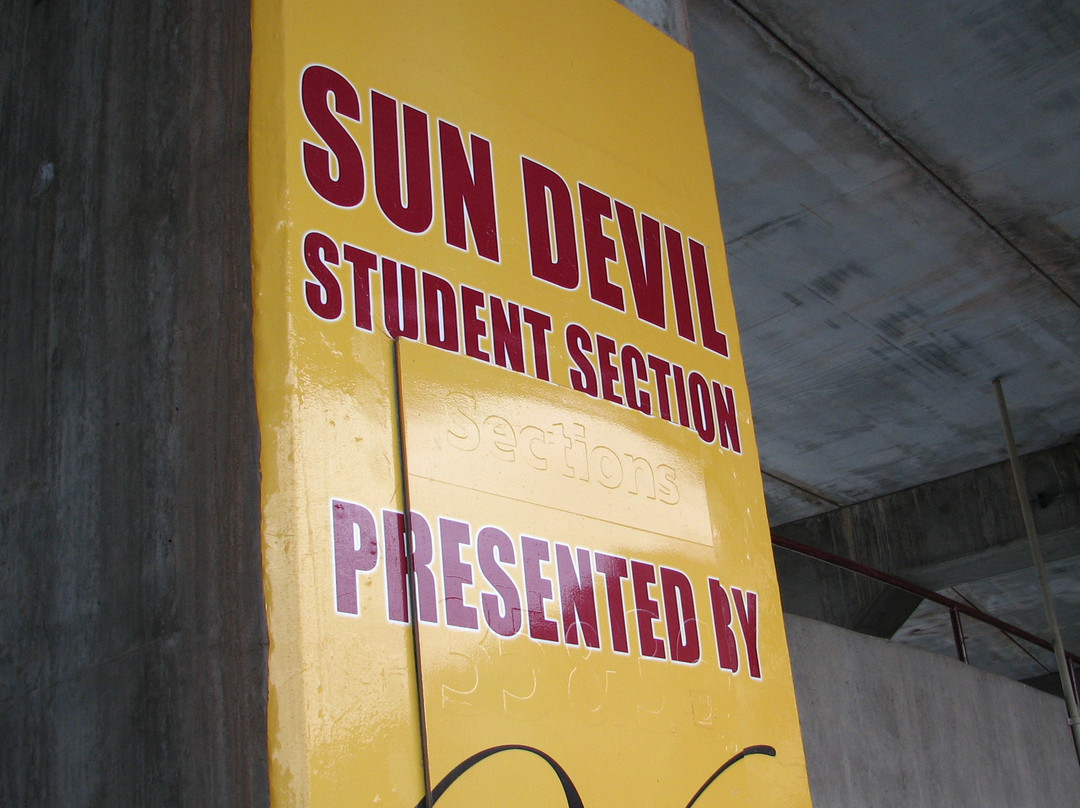 SUN DEVIL
STUDENT SECTION
Sections
PRESENTED BY